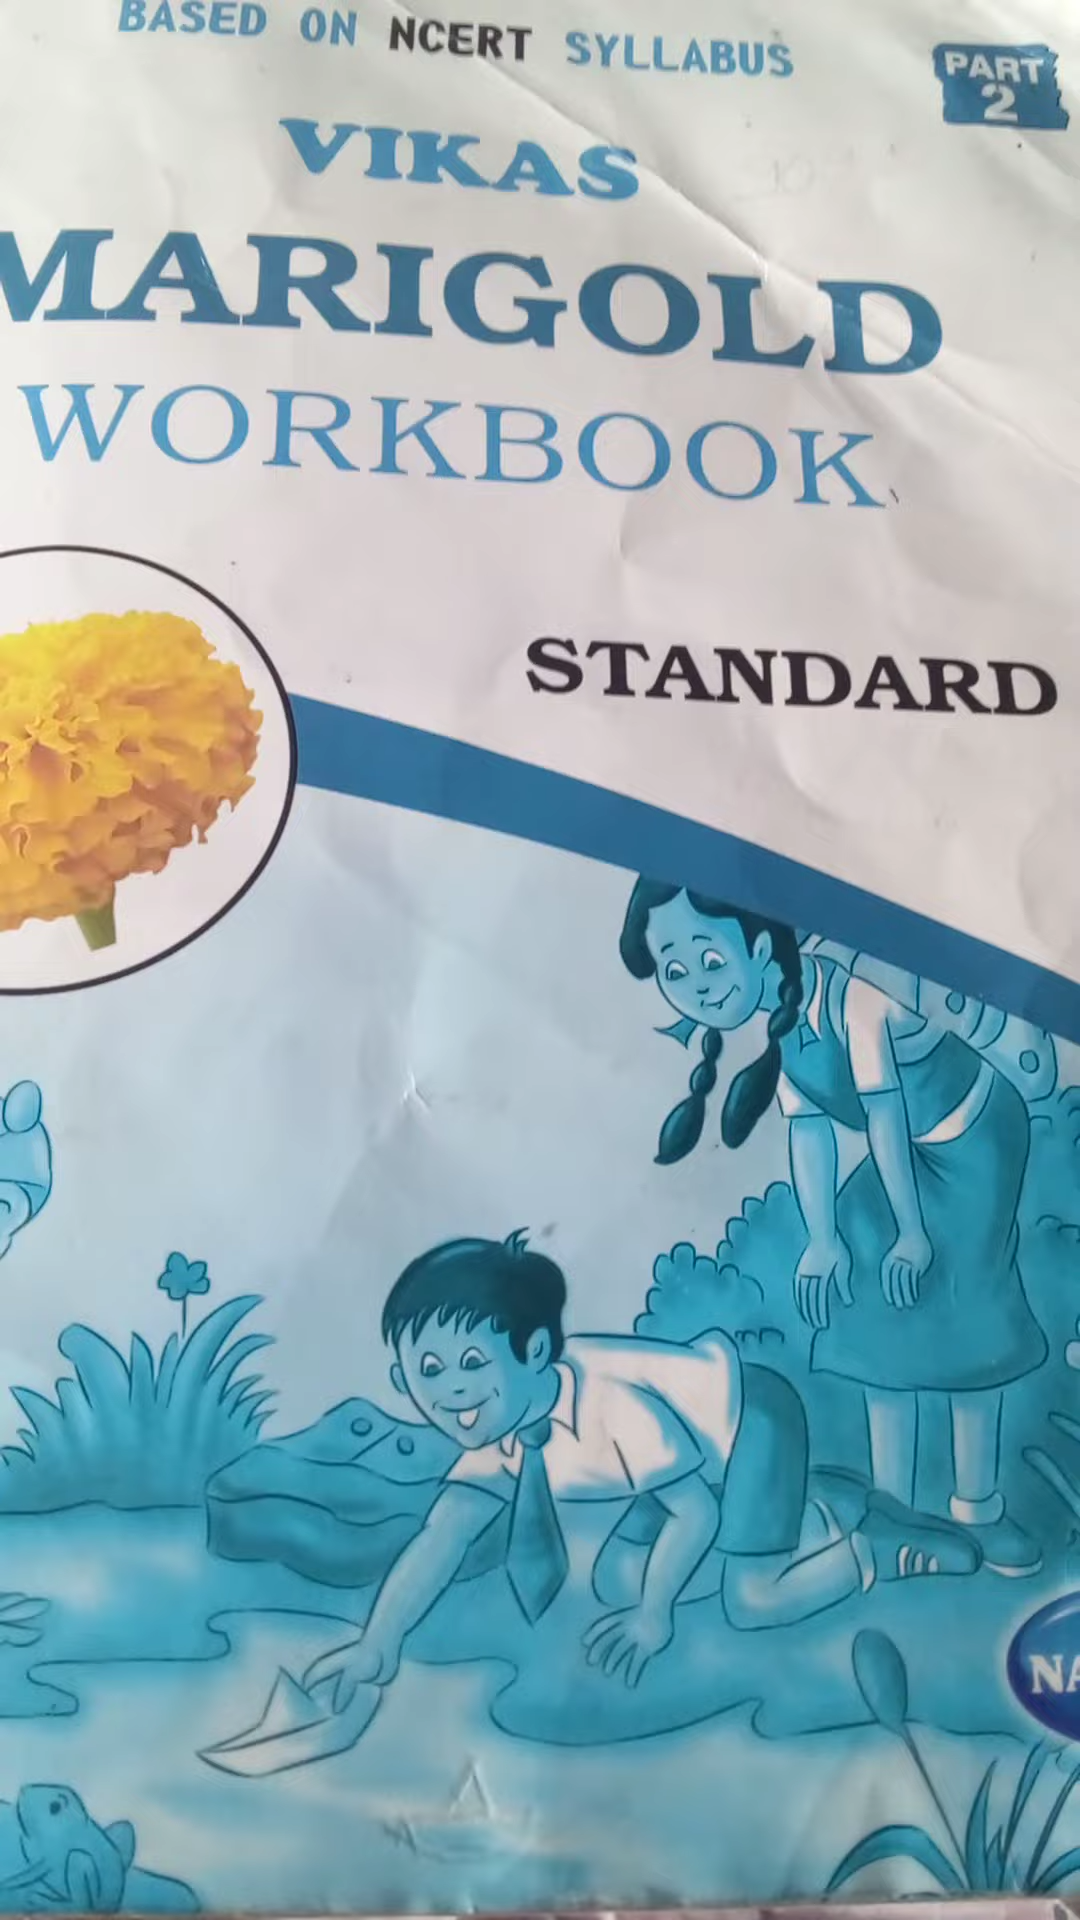 BASED ON NCERT SYLLABUS
PART
2
VIKAS
MARIGOLD
WORKBOOK
STANDARD